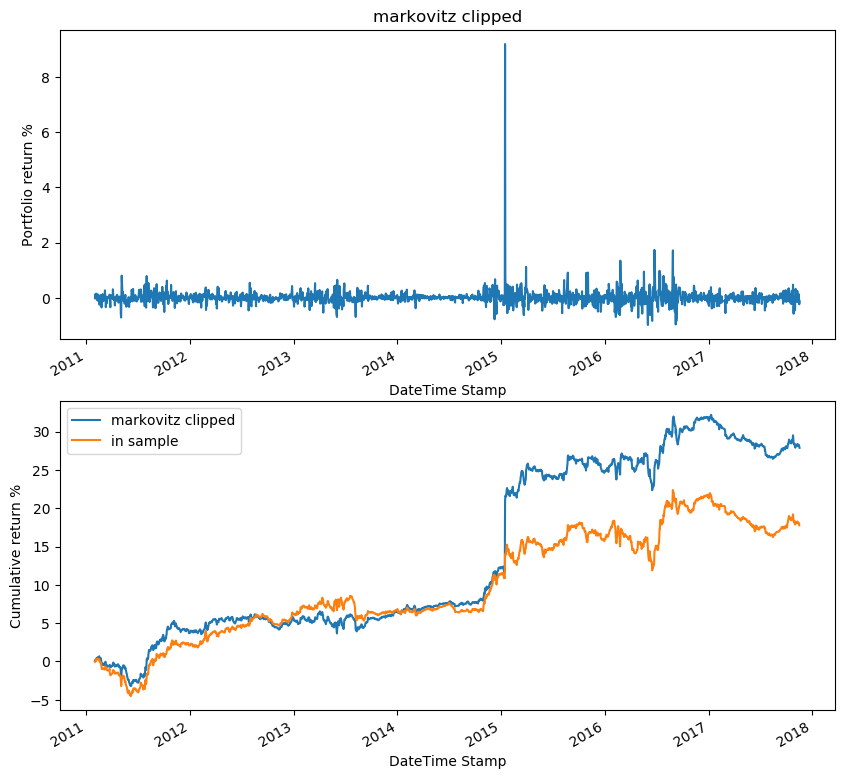 markovitz clipped
Portfolio return %
8
6
4
2
0
2011 2012 2013 2014 2015 2016 2017 2018
DateTime Stamp
markovitz clipped
in sample
Cumulative return %
30
25
20
15
10
5
0
−5
2011 2012 2013 2014 2015 2016 2017 2018
DateTime Stamp